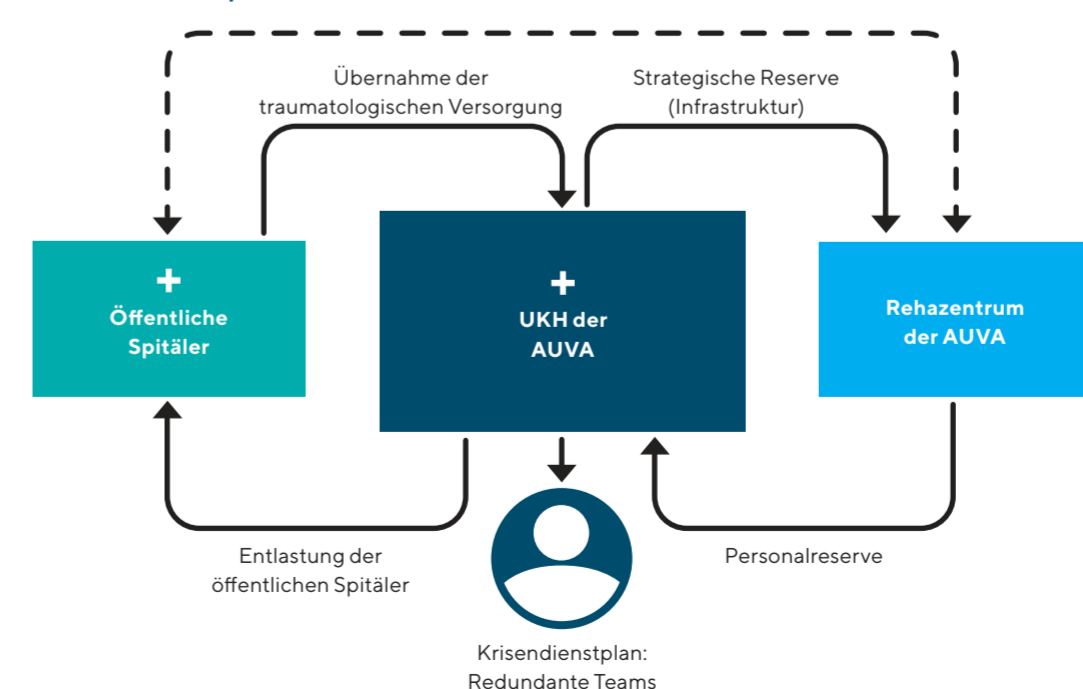 Übernahme der
traumatologischen Versorgung
Strategische Reserve
(Infrastruktur)
Öffentliche
Spitäler
UKH der
AUVA
Rehazentrum
der AUVA
Entlastung der
öffentlichen Spitäler
Personalreserve
Krisendienstplan:
Redundante Teams